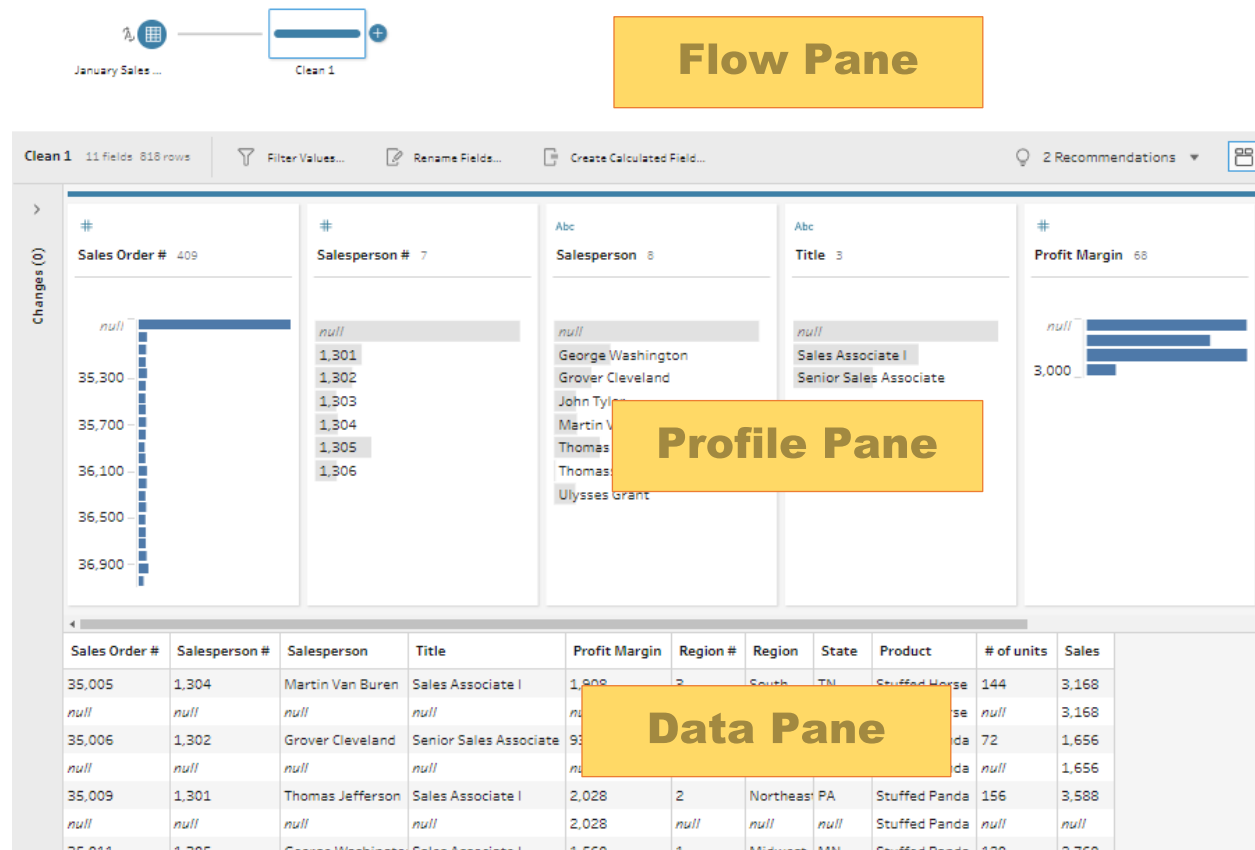 January Sales ...
Clean 1
Flow Pane
Clean 1 11 fields 818 rows Filter Values... Rename Fields... Create Calculated Field... 2 Recommendations
Changes (0)
# # Abc Abc #
Sales Order # 409 Salesperson # 7 Salesperson 8 Title 3 Profit Margin 68
null null null null null
1,301 George Washington Sales Associate I
35,300 1,302 Grover Cleveland Senior Sales Associate 3,000
1,303 John Tyler
35,700 1,304 Martin
1,305 Thomas
36,100 1,306 Thomas
Profile Pane
Ulysses Grant
36,500
36,900
Sales Order # Salesperson # Salesperson Title Profit Margin Region # Region State Product # of units Sales
35,005 1,304 Martin Van Buren Sales Associate I 1,908 3 South TN Stuffed Horse 144 3,168
null null null null null 3,168
35,006 1,302 Grover Cleveland Senior Sales Associate 72 1,656
null null null null null 1,656
Data Pane
35,009 1,301 Thomas Jefferson Sales Associate I 2,028 2 Northeast PA Stuffed Panda 156 3,588
null null null null 2,028 null null null Stuffed Panda null null